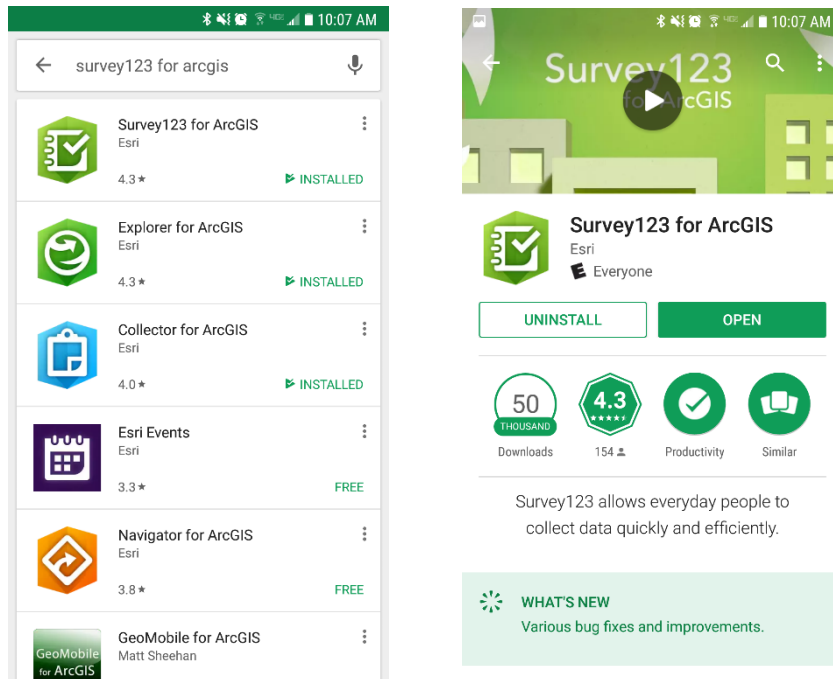 10:07 AM
survey123 for arcgis
Survey123 for ArcGIS
Esri
4.3★
INSTALLED
Explorer for ArcGIS
Esri
4.3★
INSTALLED
Collector for ArcGIS
Esri
4.0★
INSTALLED
Esri Events
Esri
3.3★
FREE
Navigator for ArcGIS
Esri
3.8★
FREE
GeoMobile for ArcGIS
Matt Sheehan
GeoMobile
for ArcGIS
10:07 AM
Survey123
for ArcGIS
Survey123 for ArcGIS
Esri
E Everyone
UNINSTALL
OPEN
50
THOUSAND
Downloads
4.3
154
Productivity
Similar
Survey123 allows everyday people to
collect data quickly and efficiently.
WHAT'S NEW
Various bug fixes and improvements.